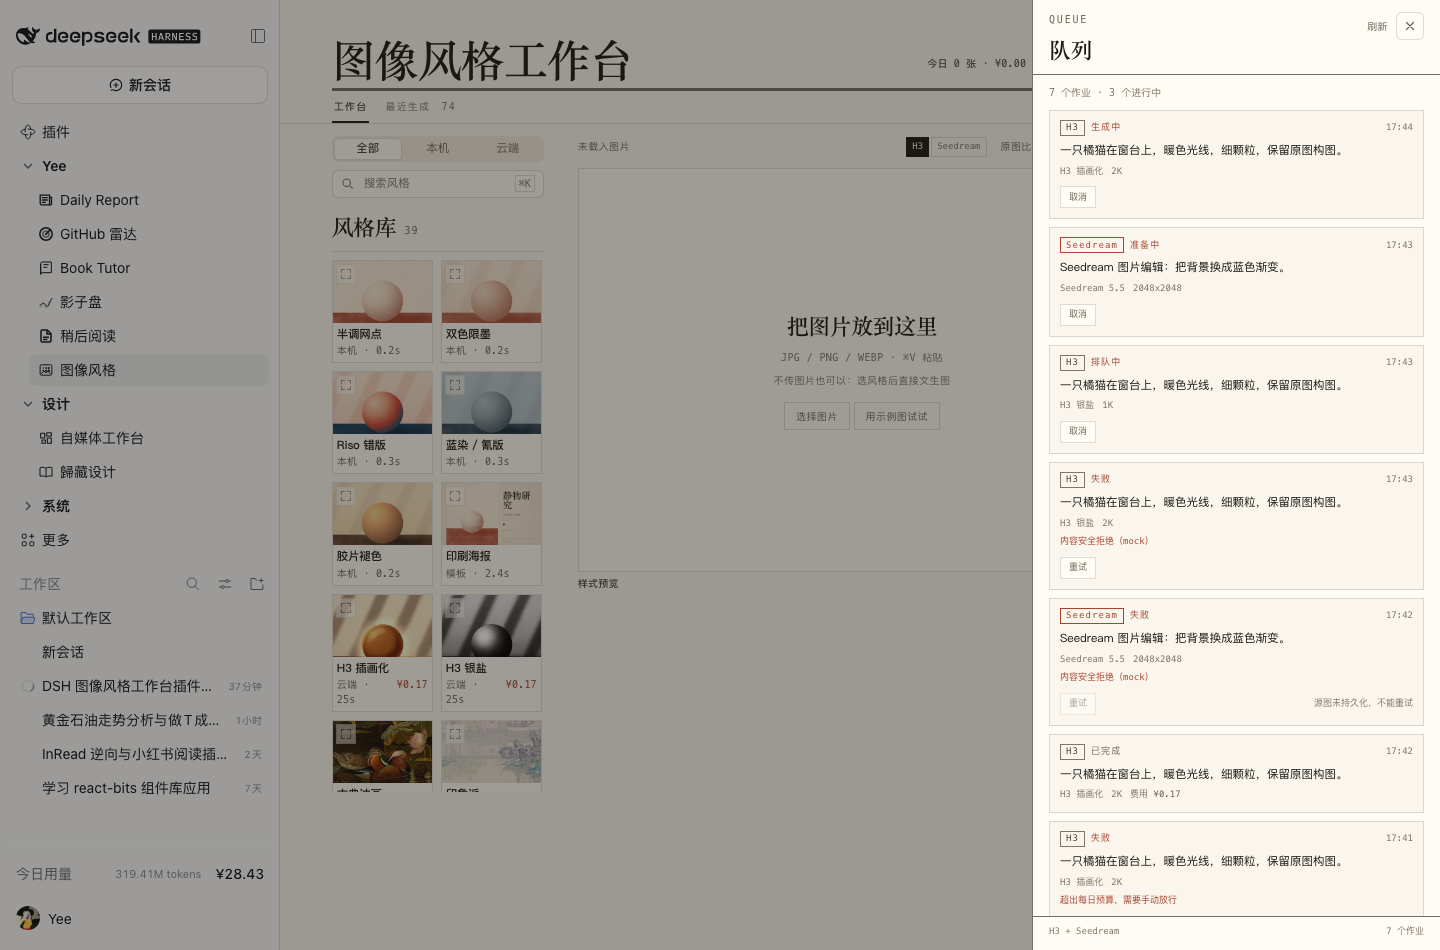 deepseek HARNESS
新会话
插件
Yee
Daily Report
GitHub 雷达
Book Tutor
影子盘
稍后阅读
图像风格
设计
自媒体工作台
歸藏设计
系统
更多
工作区
默认工作区
新会话
DSH 图像风格工作台插件... 37分钟
黄金石油走势分析与做T成... 1小时
InRead 逆向与小红书阅读插... 2天
学习 react-bits 组件库应用 7天
今日用量 319.41M tokens ¥28.43
Yee
图像风格工作台
今日 0 张 · ¥0.00
工作台 最近生成 74
全部 本机 云端
搜索风格 ⌘K
风格库 39
半调网点
本机 · 0.2s
双色限墨
本机 · 0.2s
Riso 错版
本机 · 0.3s
蓝染 / 氰版
本机 · 0.3s
静物研
究
胶片褪色
本机 · 0.2s
印刷海报
模板 · 2.4s
H3 插画化
云端 · ¥0.17
25s
H3 银盐
云端 · ¥0.17
25s
未载入图片
H3 Seedream 原图比
把图片放到这里
JPG / PNG / WEBP · ⌘V 粘贴
不传图片也可以: 选风格后直接文生图
选择图片 用示例图试试
样式预览
QUEUE
队列
刷新
7 个作业 · 3 个进行中
H3 生成中 17:44
一只橘猫在窗台上，暖色光线，细颗粒，保留原图构图。
H3 插画化 2K
取消
Seedream 准备中 17:43
Seedream 图片编辑：把背景换成蓝色渐变。
Seedream 5.5 2048x2048
取消
H3 排队中 17:43
一只橘猫在窗台上，暖色光线，细颗粒，保留原图构图。
H3 银盐 1K
取消
H3 失败 17:43
一只橘猫在窗台上，暖色光线，细颗粒，保留原图构图。
H3 银盐 2K
内容安全拒绝 (mock)
重试
Seedream 失败 17:42
Seedream 图片编辑：把背景换成蓝色渐变。
Seedream 5.5 2048x2048
内容安全拒绝 (mock)
重试 源图未持久化，不能重试
H3 已完成 17:42
一只橘猫在窗台上，暖色光线，细颗粒，保留原图构图。
H3 插画化 2K 费用 ¥0.17
H3 失败 17:41
一只橘猫在窗台上，暖色光线，细颗粒，保留原图构图。
H3 插画化 2K
超出每日预算，需要手动放行
H3 + Seedream 7 个作业